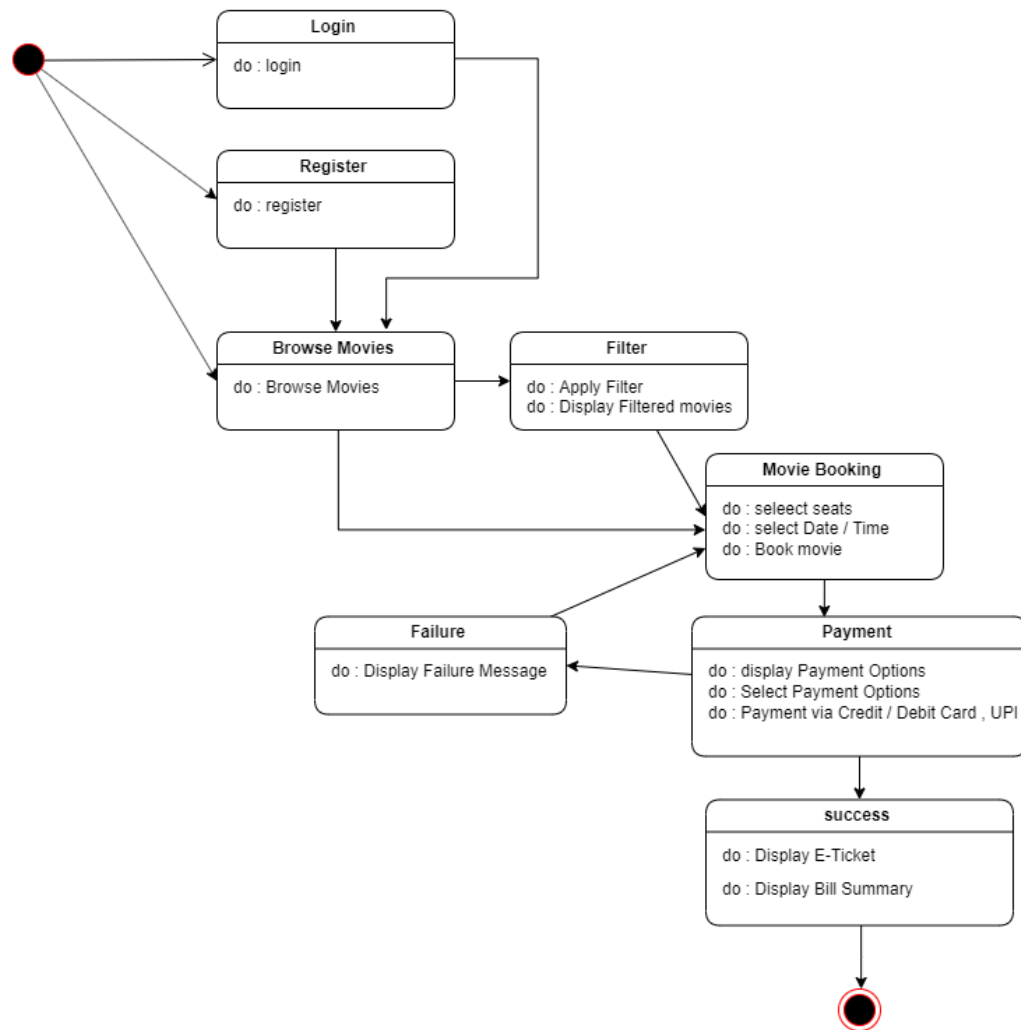 Login
do : login
Register
do : register
Browse Movies
do : Browse Movies
Filter
do : Apply Filter
do : Display Filtered movies
Movie Booking
do : seleect seats
do : select Date / Time
do : Book movie
Failure
do : Display Failure Message
Payment
do : display Payment Options
do : Select Payment Options
do : Payment via Credit / Debit Card , UPI
success
do : Display E-Ticket
do : Display Bill Summary